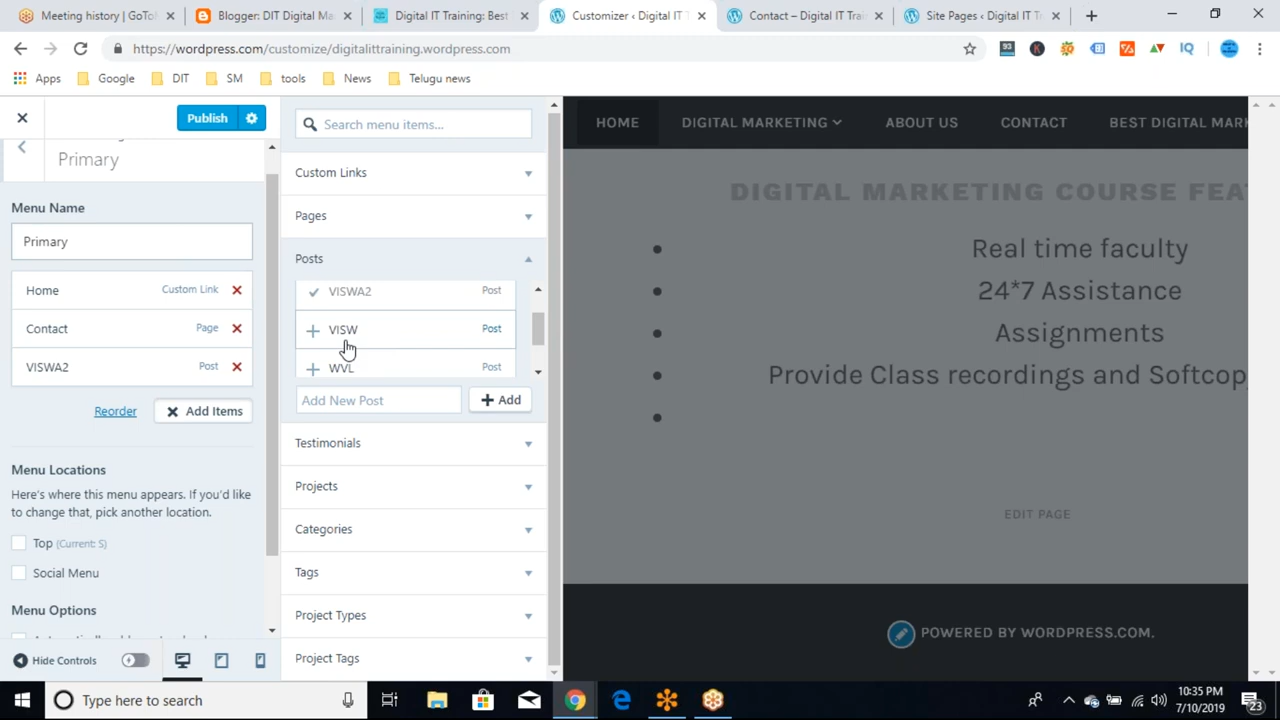 Meeting history | GoTo
Blogger: DIT Digital Ma
Digital IT Training: Best
Customizer ‹ Digital IT T
Contact – Digital IT Trai
Site Pages ‹ Digital IT Tr
https://wordpress.com/customize/digitalittraining.wordpress.com
93
IQ
Apps
Google
DIT
SM
tools
News
Telugu news
Publish
Primary
Menu Name
Primary
Home
Custom Link
Contact
Page
VISWA2
Post
Reorder
Add Items
Menu Locations
Here's where this menu appears. If you'd like
to change that, pick another location.
Top (Current: S)
Social Menu
Menu Options
Hide Controls
Search menu items...
Custom Links
Pages
Posts
VISWA2
Post
VISW
Post
WVL
Post
Add New Post
Add
Testimonials
Projects
Categories
Tags
Project Types
Project Tags
HOME
DIGITAL MARKETING
ABOUT US
CONTACT
BEST DIGITAL MARK
DIGITAL MARKETING COURSE FEAT
Real time faculty
24*7 Assistance
Assignments
Provide Class recordings and Softcop
EDIT PAGE
POWERED BY WORDPRESS.COM.
Type here to search
10:35 PM
7/10/2019
23